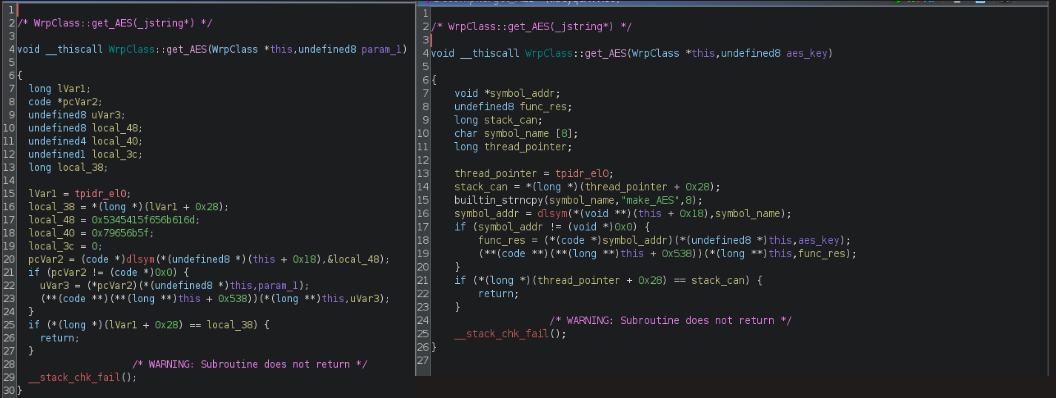 1
2 /* WrpClass::get_AES(_jstring*) */
3
4 void __thiscall WrpClass::get_AES(WrpClass *this,undefined8 param_1)
5
6 {
7 long lVar1;
8 code *pcVar2;
9 undefined8 uVar3;
10 undefined8 local_48;
11 undefined4 local_40;
12 undefined1 local_3c;
13 long local_38;
14
15 lVar1 = tpidr_el0;
16 local_38 = *(long *)(lVar1 + 0x28);
17 local_48 = 0x5345415f656b616d;
18 local_40 = 0x79656b5f;
19 local_3c = 0;
20 pcVar2 = (code *)dlsym(*(undefined8 *)(this + 0x18),&local_48);
21 if (pcVar2 != (code *)0x0) {
22 uVar3 = (*pcVar2)(*(undefined8 *)this,param_1);
23 (**(code **)(**(long **)this + 0x538))(*(long **)this,uVar3);
24 }
25 if (*(long *)(lVar1 + 0x28) == local_38) {
26 return;
27 }
28 /* WARNING: Subroutine does not return */
29 __stack_chk_fail();
30 }
1
2 /* WrpClass::get_AES(_jstring*) */
3
4 void __thiscall WrpClass::get_AES(WrpClass *this,undefined8 aes_key)
5
6 {
7 void *symbol_addr;
8 undefined8 func_res;
9 long stack_can;
10 char symbol_name [8];
11 long thread_pointer;
12
13 thread_pointer = tpidr_el0;
14 stack_can = *(long *)(thread_pointer + 0x28);
15 builtin_strncpy(symbol_name,"make_AES",8);
16 symbol_addr = dlsym(*(void **)(this + 0x18),symbol_name);
17 if (symbol_addr != (void *)0x0) {
18 func_res = (*(code *)symbol_addr)(*(undefined8 *)this,aes_key);
19 (**(code **)(**(long **)this + 0x538))(*(long **)this,func_res);
20 }
21 if (*(long *)(thread_pointer + 0x28) == stack_can) {
22 return;
23 }
24 /* WARNING: Subroutine does not return */
25 __stack_chk_fail();
26 }
27